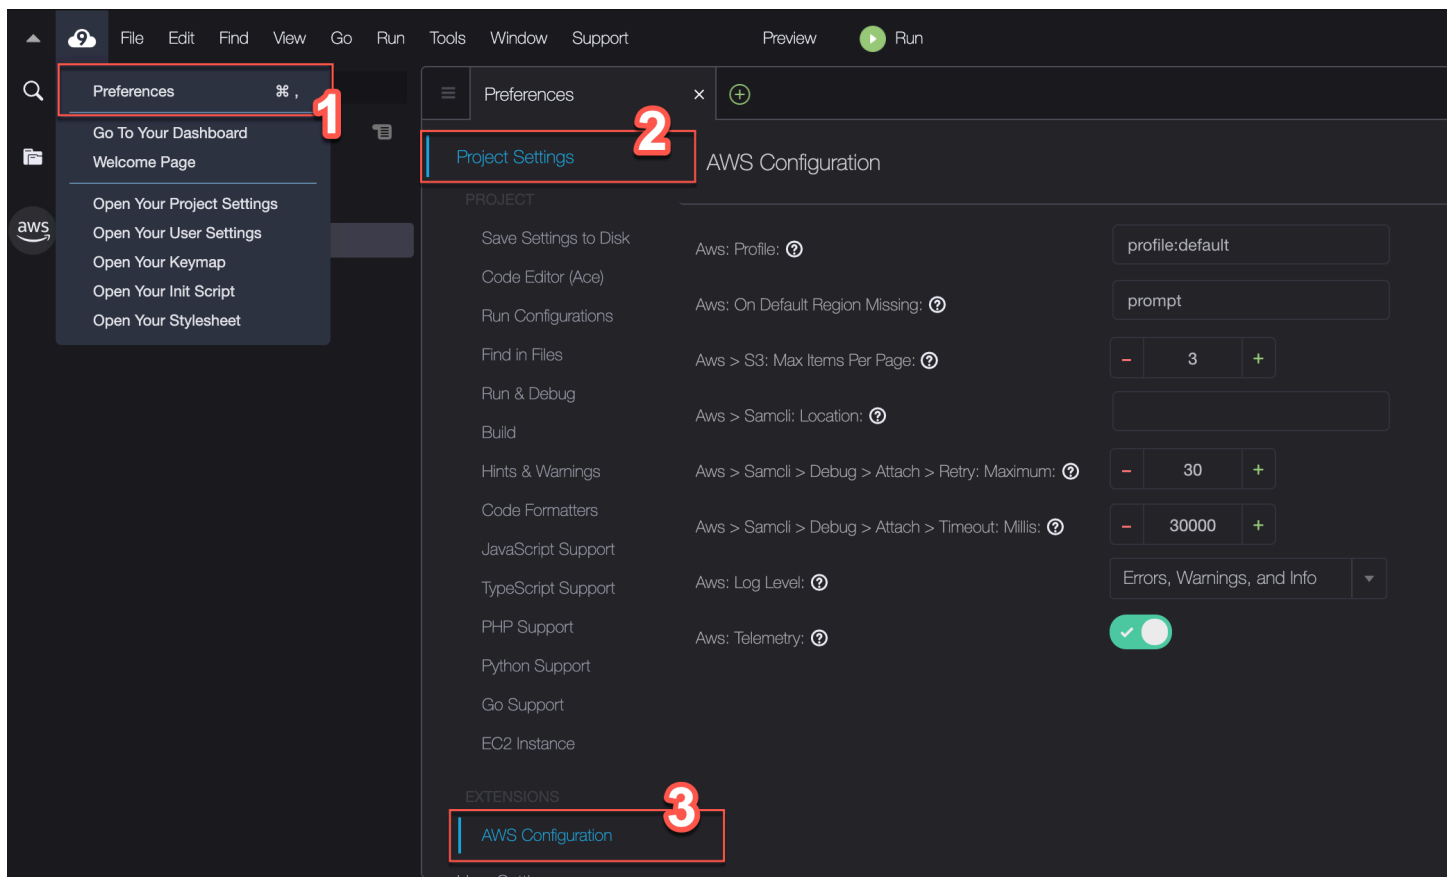 9 File Edit Find View Go Run Tools Window Support Preview Run
Preferences ⌘ ,
1
Go To Your Dashboard
Welcome Page
Open Your Project Settings
Open Your User Settings
Open Your Keymap
Open Your Init Script
Open Your Stylesheet
aws
Preferences
2
Project Settings
PROJECT
Save Settings to Disk
Code Editor (Ace)
Run Configurations
Find in Files
Run & Debug
Build
Hints & Warnings
Code Formatters
JavaScript Support
TypeScript Support
PHP Support
Python Support
Go Support
EC2 Instance
EXTENSIONS
3
AWS Configuration
AWS Configuration
Aws: Profile: ? profile:default
Aws: On Default Region Missing: ? prompt
Aws > S3: Max Items Per Page: ? - 3 +
Aws > Samcli: Location: ?
Aws > Samcli > Debug > Attach > Retry: Maximum: ? - 30 +
Aws > Samcli > Debug > Attach > Timeout: Millis: ? - 30000 +
Aws: Log Level: ? Errors, Warnings, and Info
Aws: Telemetry: ?